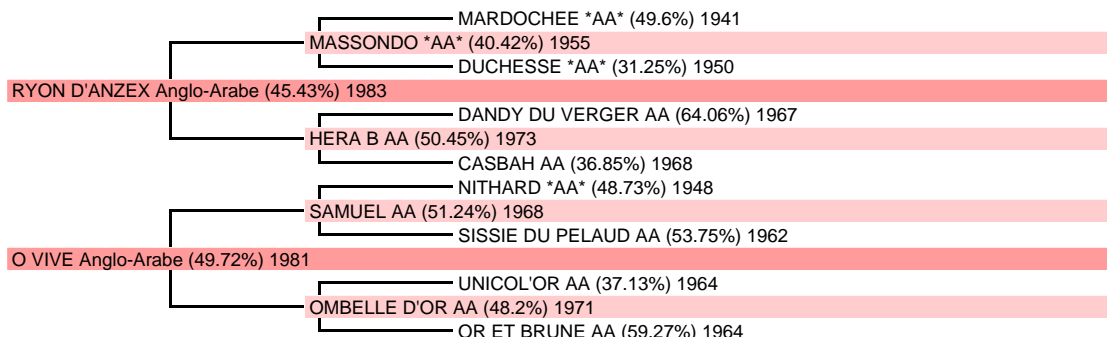 MARDOCHEE *AA* (49.6%) 1941
MASSONDO *AA* (40.42%) 1955
DUCHESSE *AA* (31.25%) 1950
RYON D'ANZEX Anglo-Arabe (45.43%) 1983
DANDY DU VERGER AA (64.06%) 1967
HERA B AA (50.45%) 1973
CASBAH AA (36.85%) 1968
NITHARD *AA* (48.73%) 1948
SAMUEL AA (51.24%) 1968
SISSIE DU PELAUD AA (53.75%) 1962
O VIVE Anglo-Arabe (49.72%) 1981
UNICOL'OR AA (37.13%) 1964
OMBELLE D'OR AA (48.2%) 1971
OR ET BRUNE AA (59.27%) 1964